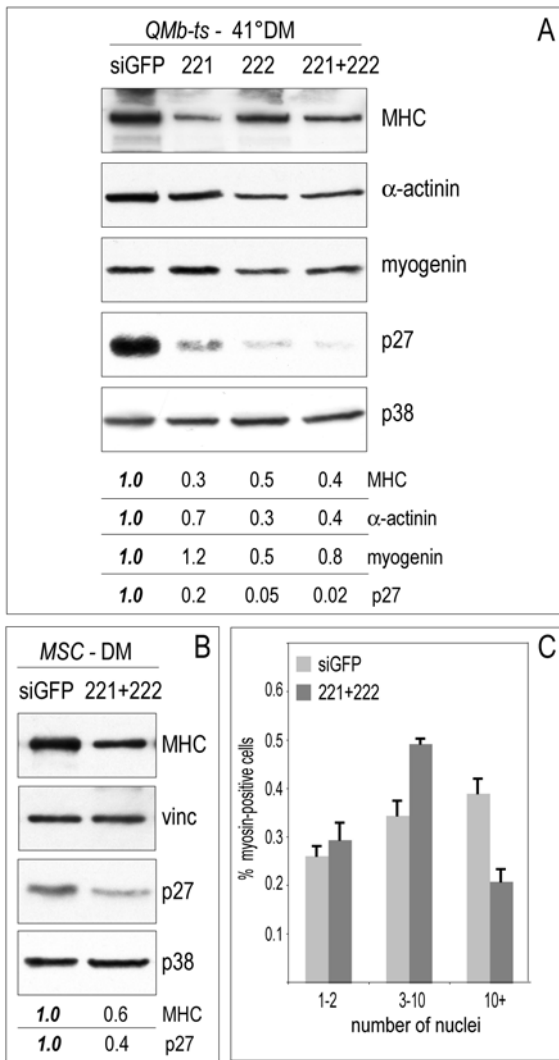 QMb-ts - 41°DM
A
siGFP 221 222 221+222
MHC
α-actinin
myogenin
p27
p38
1.0 0.3 0.5 0.4 MHC
1.0 0.7 0.3 0.4 α-actinin
1.0 1.2 0.5 0.8 myogenin
1.0 0.2 0.05 0.02 p27
MSC - DM
B
siGFP 221+222
MHC
vinc
p27
p38
1.0 0.6 MHC
1.0 0.4 p27
C
siGFP
221+222
% myosin-positive cells
0.6
0.5
0.4
0.3
0.2
0.1
1-2 3-10 10+
number of nuclei